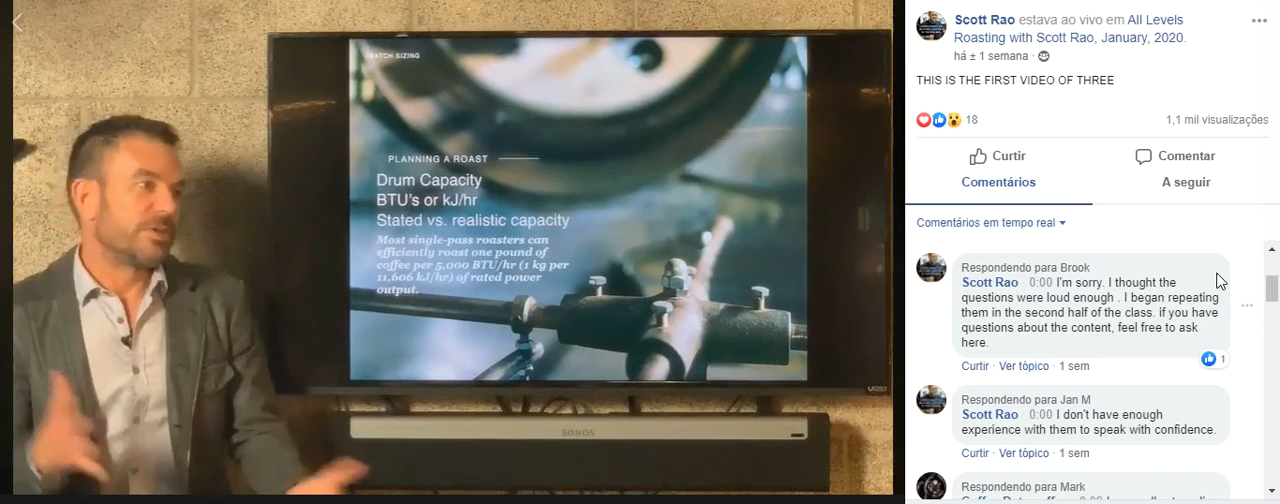 BATCH SIZING
PLANNING A ROAST
Drum Capacity
BTU's or kJ/hr
Stated vs. realistic capacity
Most single-pass roasters can
efficiently roast one pound of
coffee per 5,000 BTU/hr (1 kg per
11,606 kJ/hr) of rated power
output.
VIZIO
SONOS
Scott Rao estava ao vivo em All Levels
Roasting with Scott Rao, January, 2020.
há ± 1 semana ·
THIS IS THE FIRST VIDEO OF THREE
18
1,1 mil visualizações
Curtir
Comentar
Comentários
A seguir
Comentários em tempo real
Respondendo para Brook
Scott Rao · 0:00 I'm sorry. I thought the
questions were loud enough . I began repeating
them in the second half of the class. if you have
questions about the content, feel free to ask
here.
1
Curtir · Ver tópico · 1 sem
Respondendo para Jan M
Scott Rao · 0:00 I don't have enough
experience with them to speak with confidence.
Curtir · Ver tópico · 1 sem
Respondendo para Mark